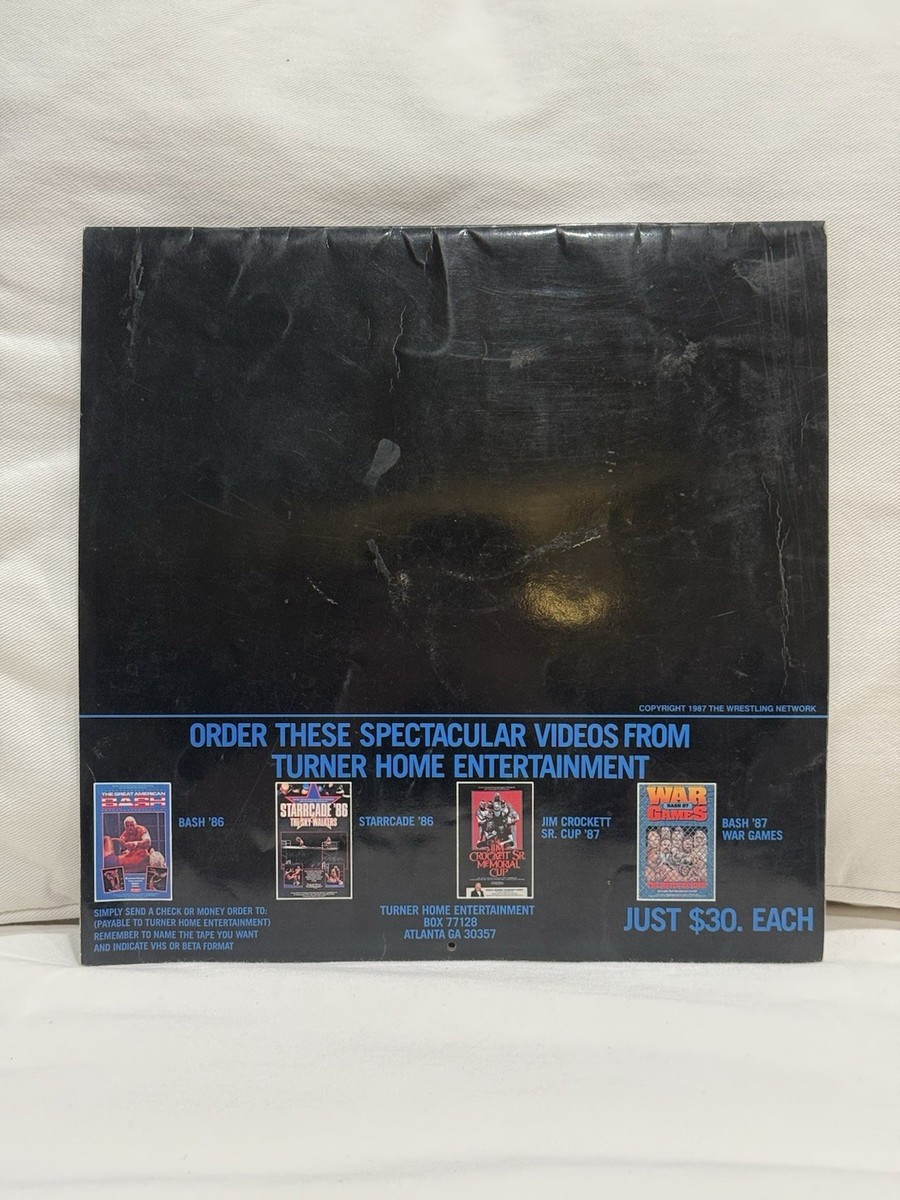 COPYRIGHT 1987 THE WRESTLING NETWORK
ORDER THESE SPECTACULAR VIDEOS FROM
TURNER HOME ENTERTAINMENT
THE GREAT AMERICAN
BASH
BASH '86
STARRCADE '86
THE SKY-WALKERS
STARRCADE '86
THE JIM
CROCKETT SR.
MEMORIAL
CUP
JIM CROCKETT
SR. CUP '87
WAR
BASH 87
GAMES
BASH '87
WAR GAMES
SIMPLY SEND A CHECK OR MONEY ORDER TO:
(PAYABLE TO TURNER HOME ENTERTAINMENT)
REMEMBER TO NAME THE TAPE YOU WANT
AND INDICATE VHS OR BETA FORMAT
TURNER HOME ENTERTAINMENT
BOX 77128
ATLANTA GA 30357
JUST $30. EACH